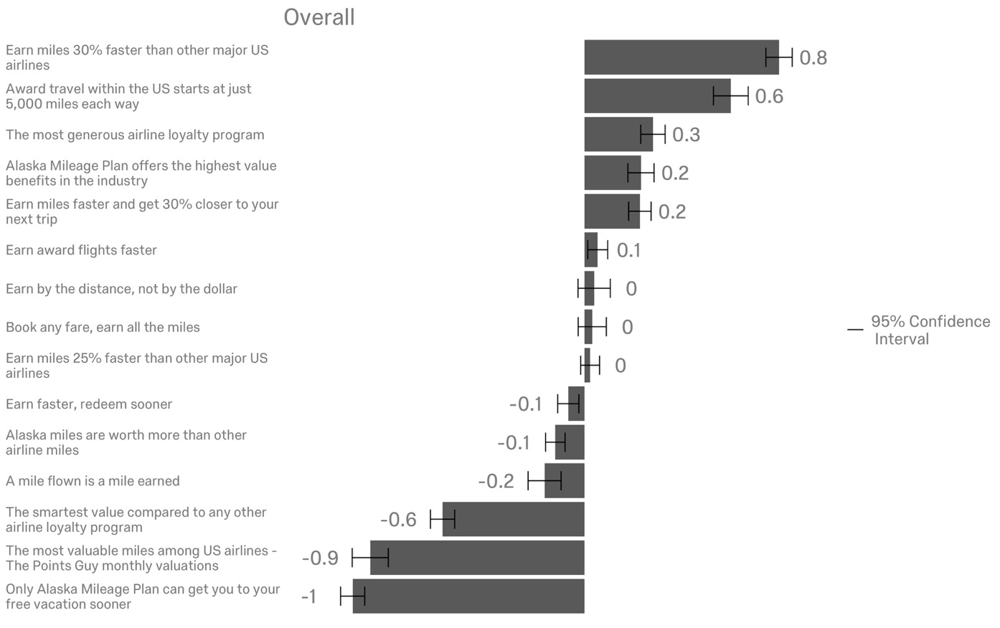 Overall
Earn miles 30% faster than other major US
airlines
0.8
Award travel within the US starts at just
5,000 miles each way
0.6
The most generous airline loyalty program
0.3
Alaska Mileage Plan offers the highest value
benefits in the industry
0.2
Earn miles faster and get 30% closer to your
next trip
0.2
Earn award flights faster
0.1
Earn by the distance, not by the dollar
0
Book any fare, earn all the miles
0
95% Confidence
Interval
Earn miles 25% faster than other major US
airlines
0
Earn faster, redeem sooner
-0.1
Alaska miles are worth more than other
airline miles
-0.1
A mile flown is a mile earned
-0.2
The smartest value compared to any other
airline loyalty program
-0.6
The most valuable miles among US airlines -
The Points Guy monthly valuations
-0.9
Only Alaska Mileage Plan can get you to your
free vacation sooner
-1